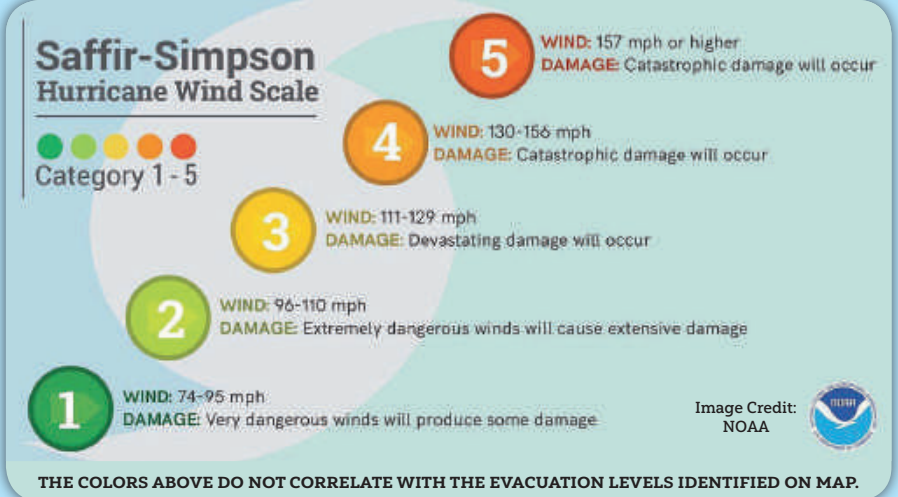 Saffir-Simpson
Hurricane Wind Scale
Category 1 - 5
5
WIND: 157 mph or higher
DAMAGE: Catastrophic damage will occur
4
WIND: 130-156 mph
DAMAGE: Catastrophic damage will occur
3
WIND: 111-129 mph
DAMAGE: Devastating damage will occur
2
WIND: 96-110 mph
DAMAGE: Extremely dangerous winds will cause extensive damage
1
WIND: 74-95 mph
DAMAGE: Very dangerous winds will produce some damage
Image Credit:
NOAA
NOAA
THE COLORS ABOVE DO NOT CORRELATE WITH THE EVACUATION LEVELS IDENTIFIED ON MAP.